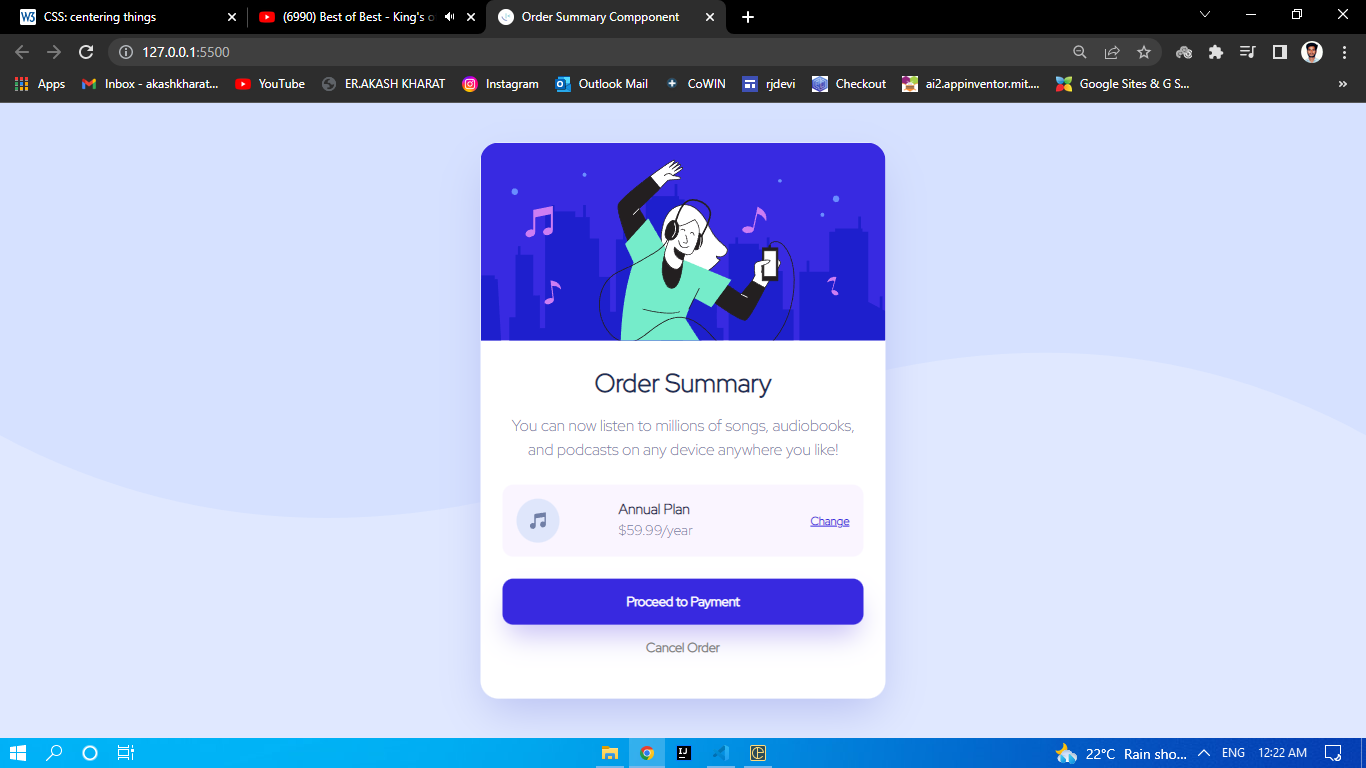 CSS: centering things
(6990) Best of Best - King's o
Order Summary Compponent
127.0.0.1:5500
Apps
Inbox - akashkharat...
YouTube
ER.AKASH KHARAT
Instagram
Outlook Mail
CoWIN
rjdevi
Checkout
ai2.appinventor.mit....
Google Sites & G S...
»
Order Summary
You can now listen to millions of songs, audiobooks,
and podcasts on any device anywhere you like!
Annual Plan
$59.99/year
Change
Proceed to Payment
Cancel Order
22°C Rain sho...
ENG
12:22 AM